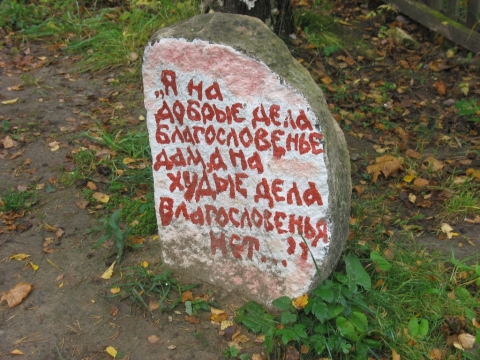 „Я на
добрые дела
благословенье
дам, а на
худые дела
благословенья
нет...”